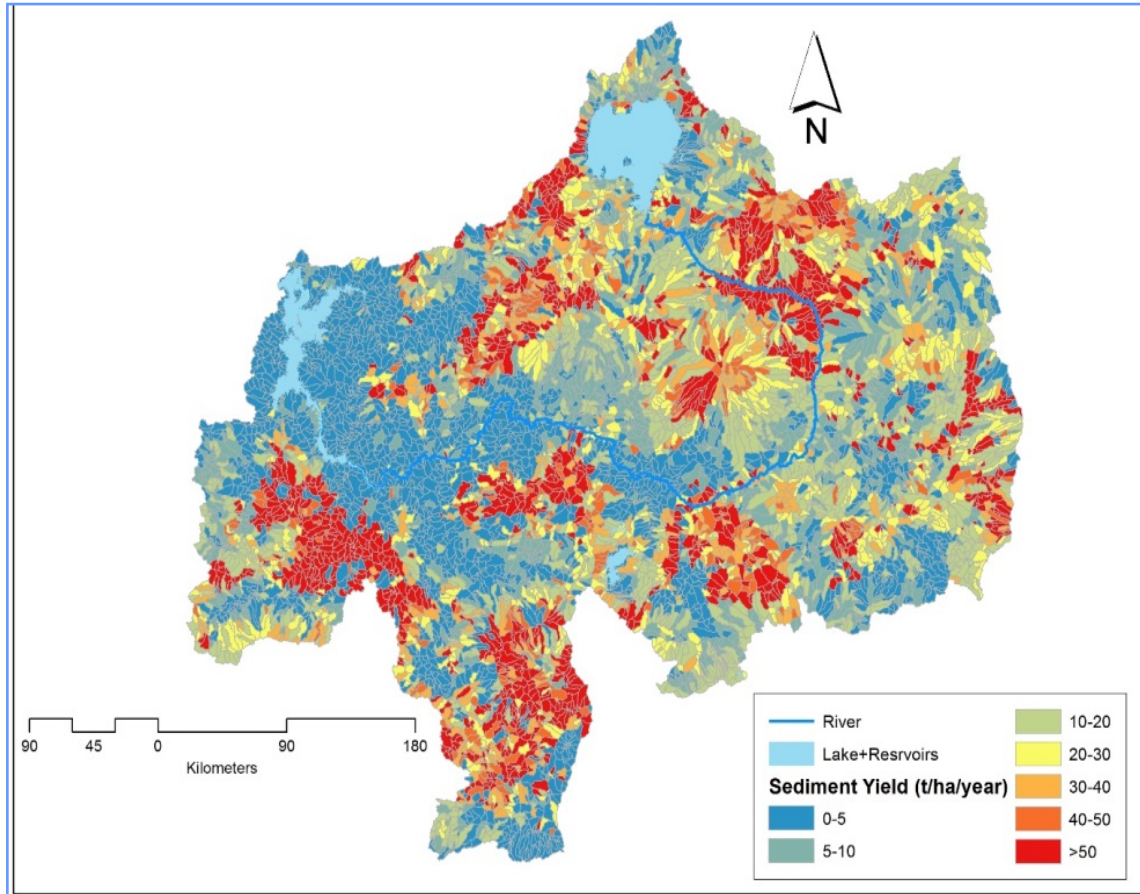 N
90 45 0 90 180
Kilometers
River
Lake+Resrvoirs
Sediment Yield (t/ha/year)
0-5
5-10
10-20
20-30
30-40
40-50
>50